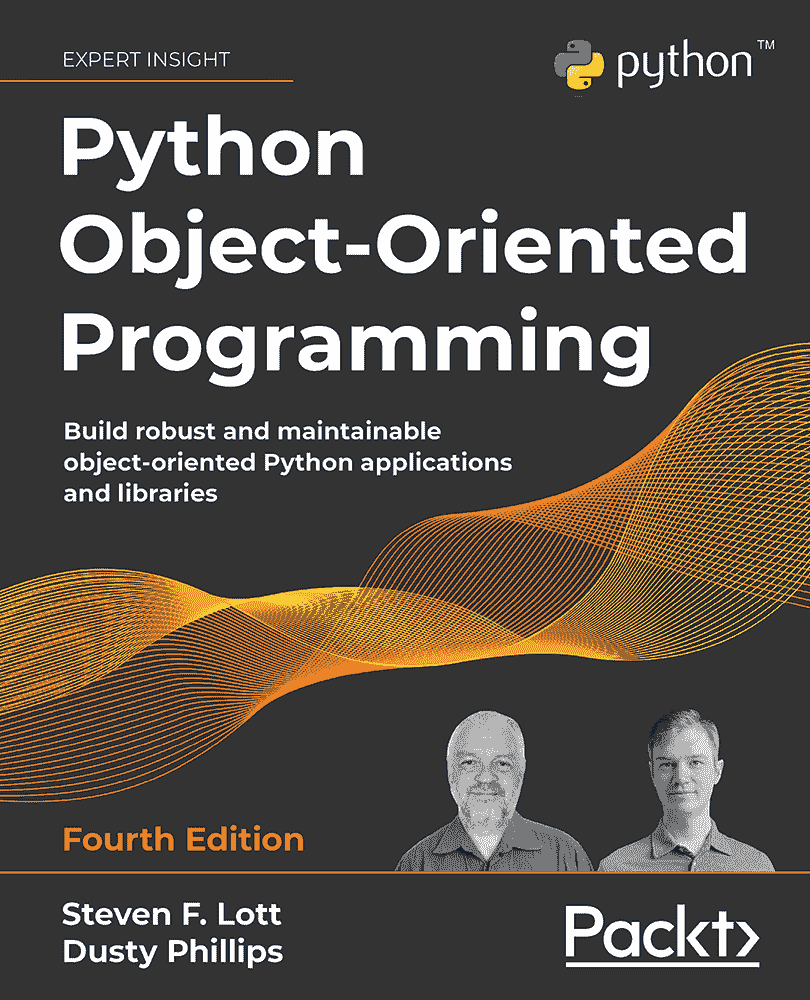 EXPERT INSIGHT
python™
Python
Object-Oriented
Programming
Build robust and maintainable
object-oriented Python applications
and libraries
Fourth Edition
Steven F. Lott
Dusty Phillips
Packt>